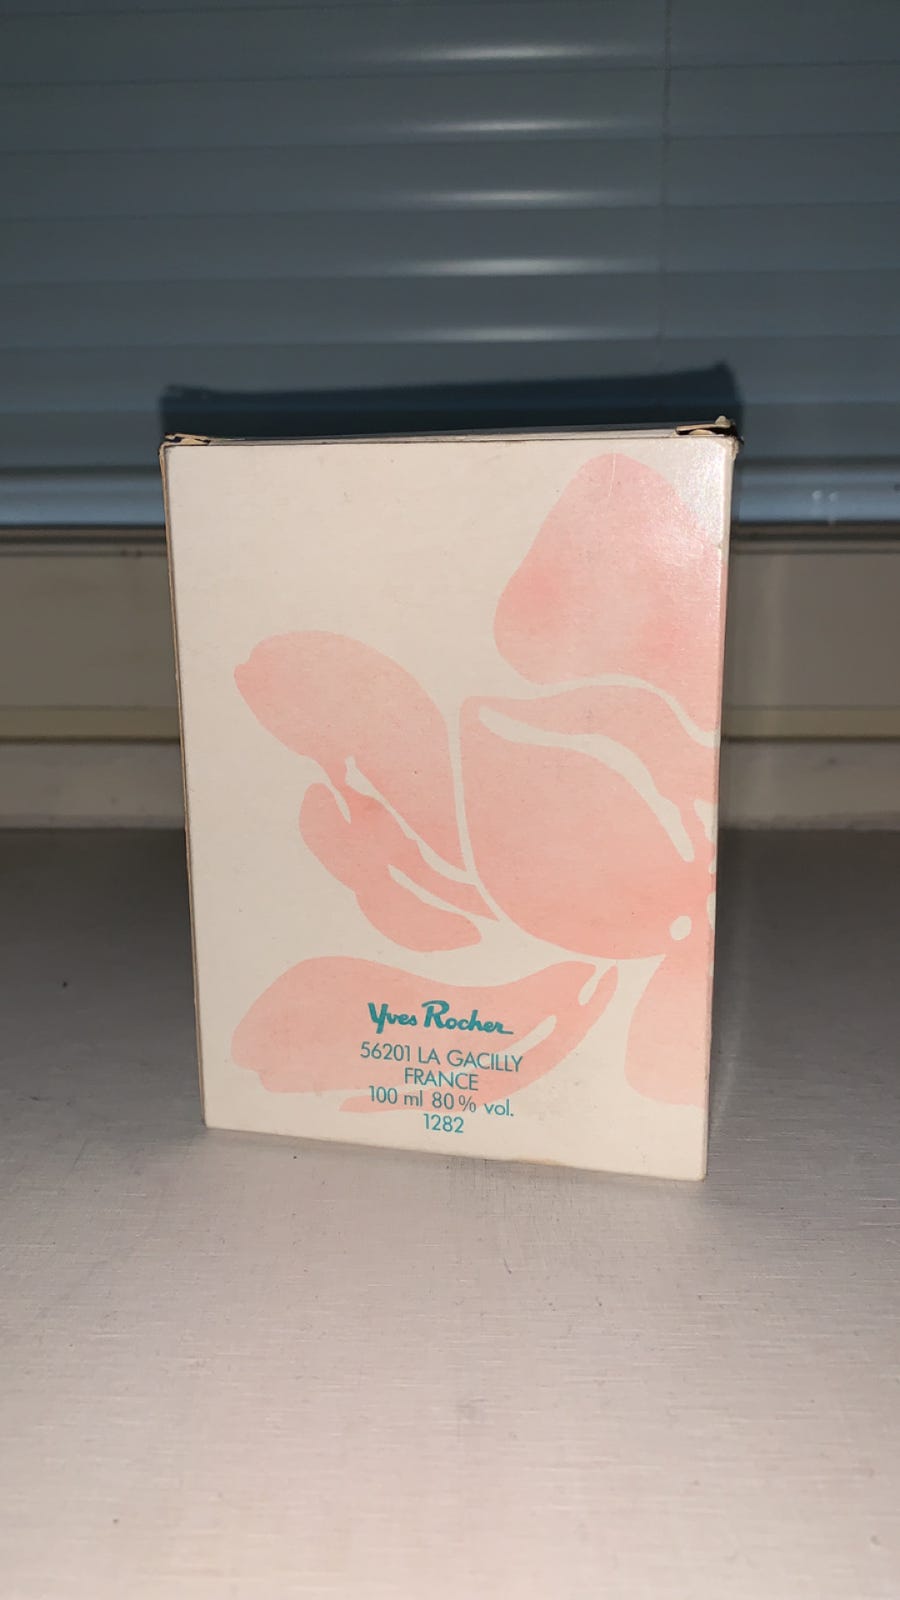 Yves Rocher
56201 LA GACILLY
FRANCE
100 ml 80% vol.
1282